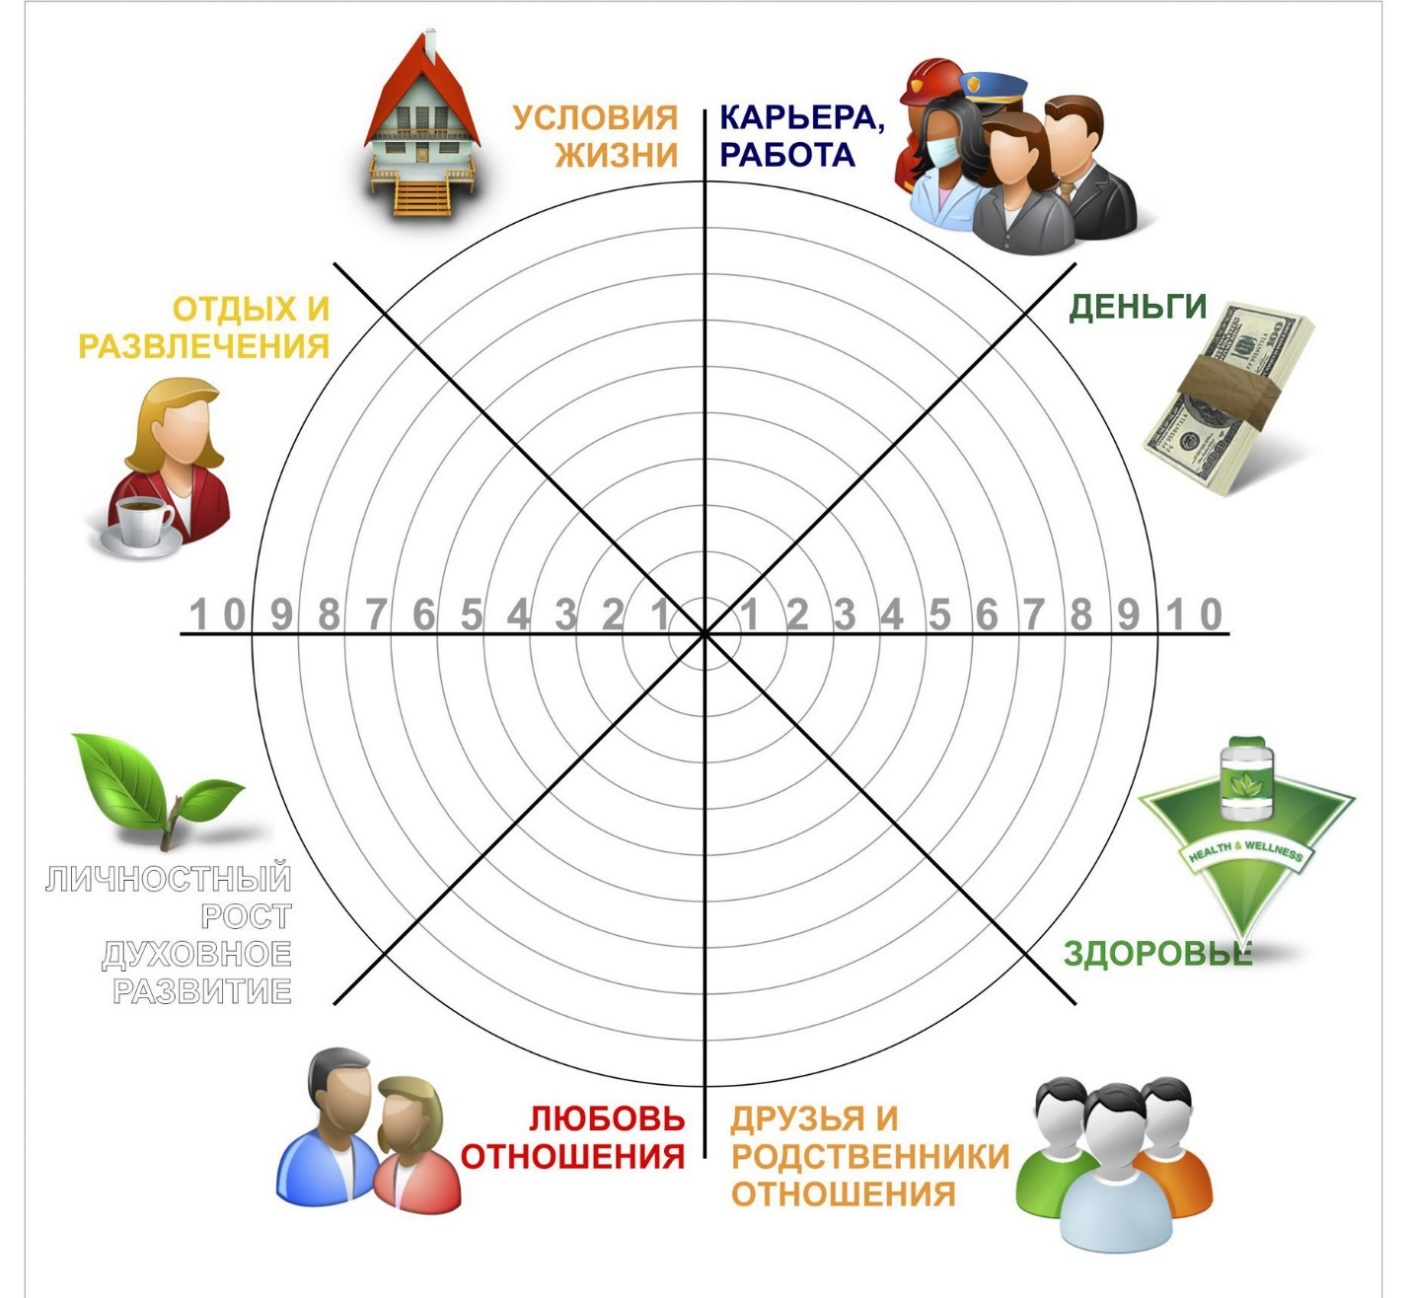 УСЛОВИЯ
ЖИЗНИ
КАРЬЕРА,
РАБОТА
ОТДЫХ И
РАЗВЛЕЧЕНИЯ
ДЕНЬГИ
10 9 8 7 6 5 4 3 2 1 1 2 3 4 5 6 7 8 9 10
HEALTH & WELLNESS
ЗДОРОВЬЕ
ЛИЧНОСТНЫЙ
РОСТ
ДУХОВНОЕ
РАЗВИТИЕ
ЛЮБОВЬ
ОТНОШЕНИЯ
ДРУЗЬЯ И
РОДСТВЕННИКИ
ОТНОШЕНИЯ